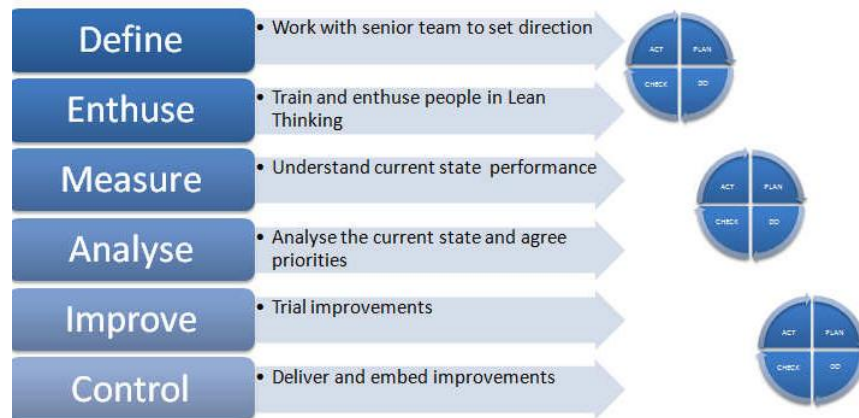 Define
• Work with senior team to set direction
ACT PLAN
CHECK DO
Enthuse
• Train and enthuse people in Lean
Thinking
Measure
• Understand current state performance
ACT PLAN
CHECK DO
Analyse
• Analyse the current state and agree
priorities
Improve
• Trial improvements
ACT PLAN
CHECK DO
Control
• Deliver and embed improvements